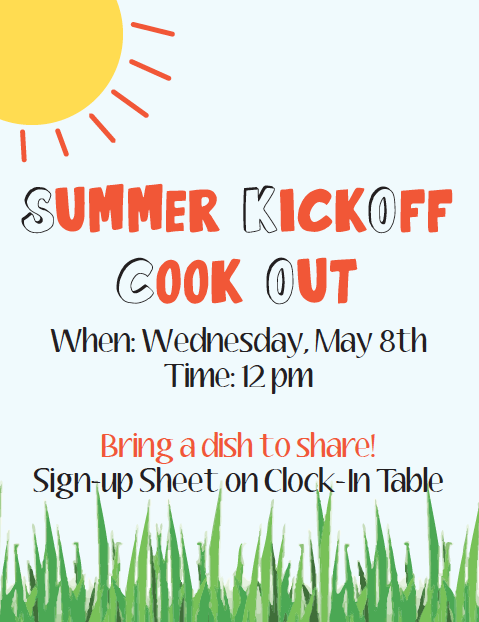 Summer KickOff
Cook Out
When: Wednesday, May 8th
Time: 12 pm
Bring a dish to share!
Sign-up Sheet on Clock-In Table